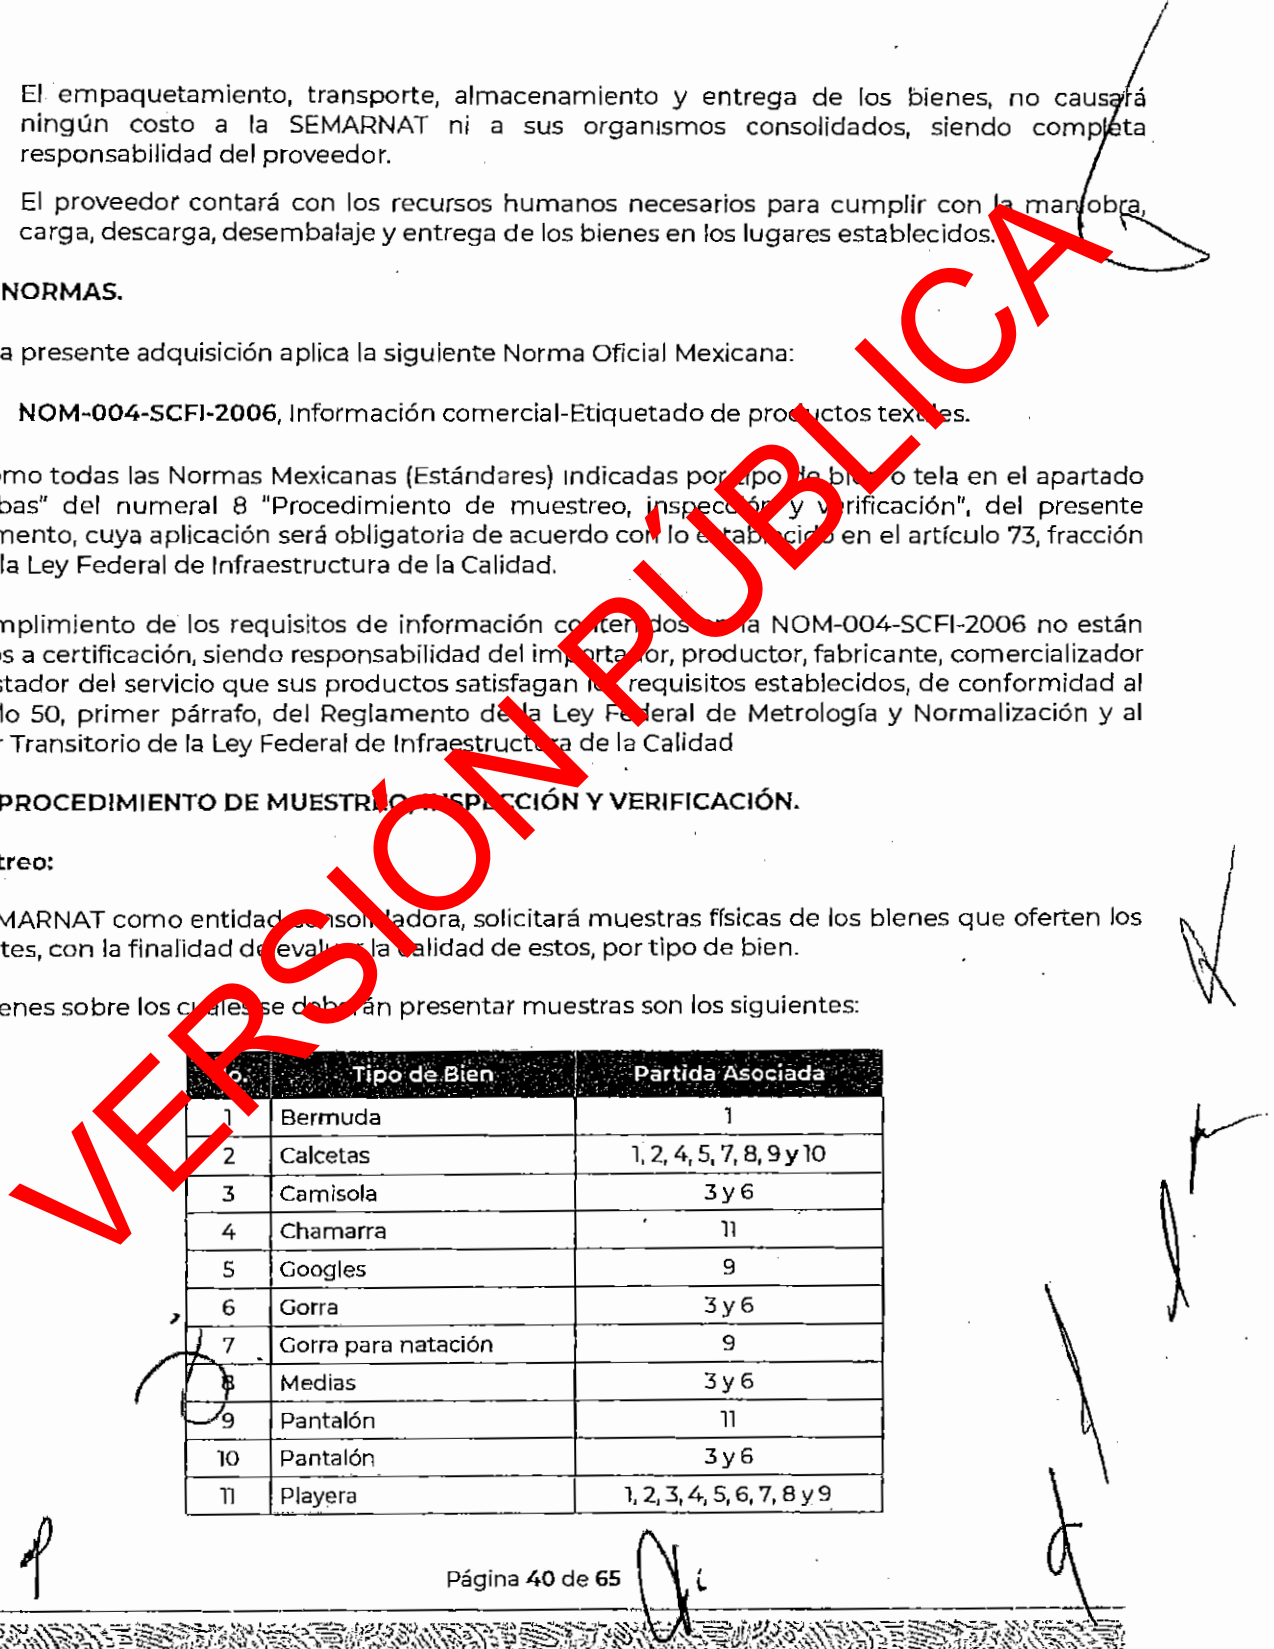 El empaquetamiento, transporte, almacenamiento y entrega de los bienes, no causará
ningún costo a la SEMARNAT ni a sus organismos consolidados, siendo completa
responsabilidad del proveedor.
El proveedor contará con los recursos humanos necesarios para cumplir con la maniobra,
carga, descarga, desembalaje y entrega de los bienes en los lugares establecidos.
NORMAS.
a presente adquisición aplica la siguiente Norma Oficial Mexicana:
NOM-004-SCFI-2006, Información comercial-Etiquetado de productos textiles.
omo todas las Normas Mexicanas (Estándares) indicadas por tipo de bien o tela en el apartado
bas" del numeral 8 "Procedimiento de muestreo, inspección y verificación", del presente
mento, cuya aplicación será obligatoria de acuerdo con lo establecido en el artículo 73, fracción
la Ley Federal de Infraestructura de la Calidad.
mplimiento de los requisitos de información contenidos en la NOM-004-SCFI-2006 no están
os a certificación, siendo responsabilidad del importador, productor, fabricante, comercializador
stador del servicio que sus productos satisfagan los requisitos establecidos, de conformidad al
lo 50, primer párrafo, del Reglamento de la Ley Federal de Metrología y Normalización y al
r Transitorio de la Ley Federal de Infraestructura de la Calidad
PROCEDIMIENTO DE MUESTREO, INSPECCIÓN Y VERIFICACIÓN.
treo:
MARNAT como entidad consolidadora, solicitará muestras físicas de los bienes que oferten los
tes, con la finalidad de evaluar la calidad de estos, por tipo de bien.
enes sobre los cuales se deberán presentar muestras son los siguientes:
No. Tipo de Bien Partida Asociada
1 Bermuda 1
2 Calcetas 1, 2, 4, 5, 7, 8, 9 y 10
3 Camisola 3 y 6
4 Chamarra 11
5 Googles 9
6 Gorra 3 y 6
7 Gorra para natación 9
8 Medias 3 y 6
9 Pantalón 11
10 Pantalón 3 y 6
11 Playera 1, 2, 3, 4, 5, 6, 7, 8 y 9
Página 40 de 65
VERSIÓN PÚBLICA